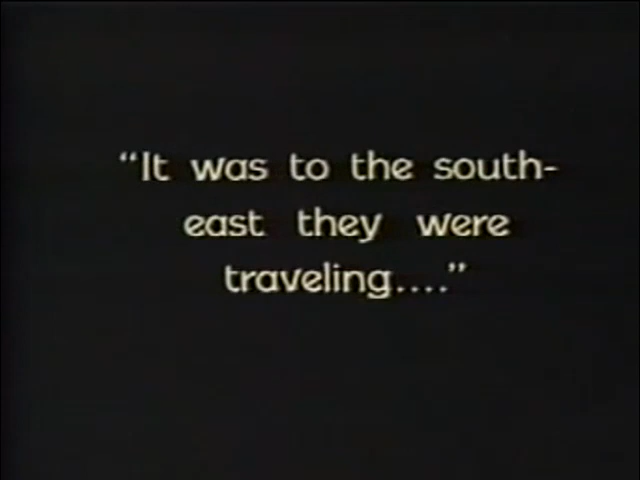 “It was to the south-
east they were
traveling....”